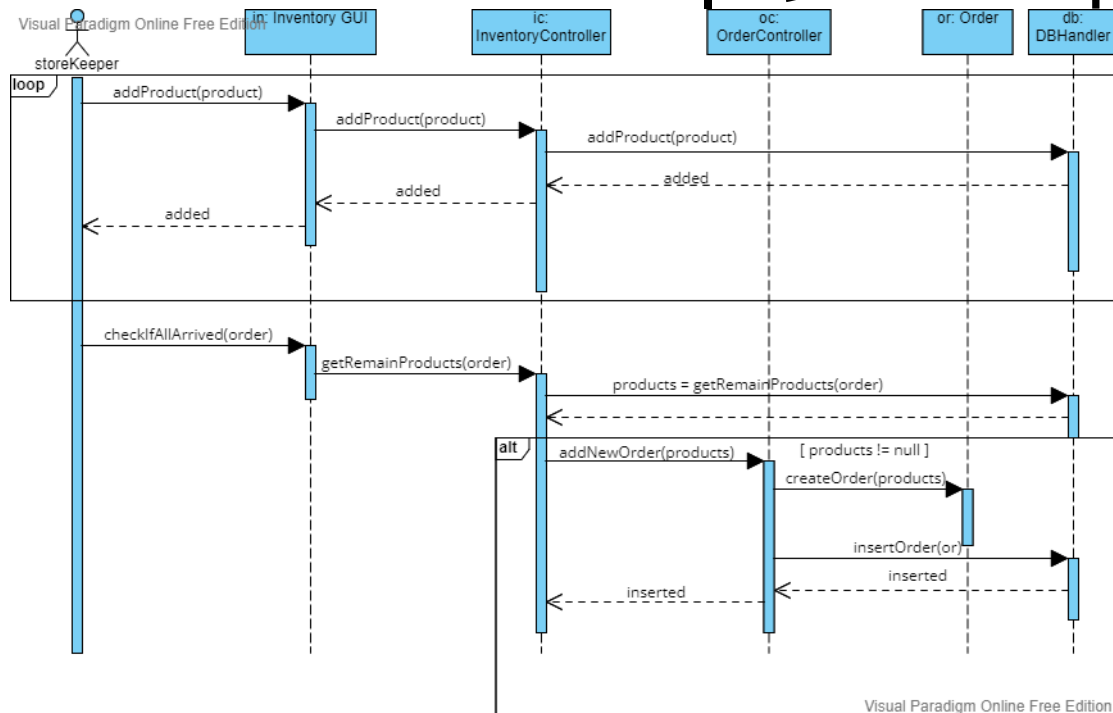 Visual Paradigm Online Free Edition
storeKeeper
in: Inventory GUI
ic:
InventoryController
oc:
OrderController
or: Order
db:
DBHandler
loop
addProduct(product)
addProduct(product)
addProduct(product)
added
added
added
checkIfAllArrived(order)
getRemainProducts(order)
products = getRemainProducts(order)
alt
addNewOrder(products)
[ products != null ]
createOrder(products)
insertOrder(or)
inserted
inserted
Visual Paradigm Online Free Edition